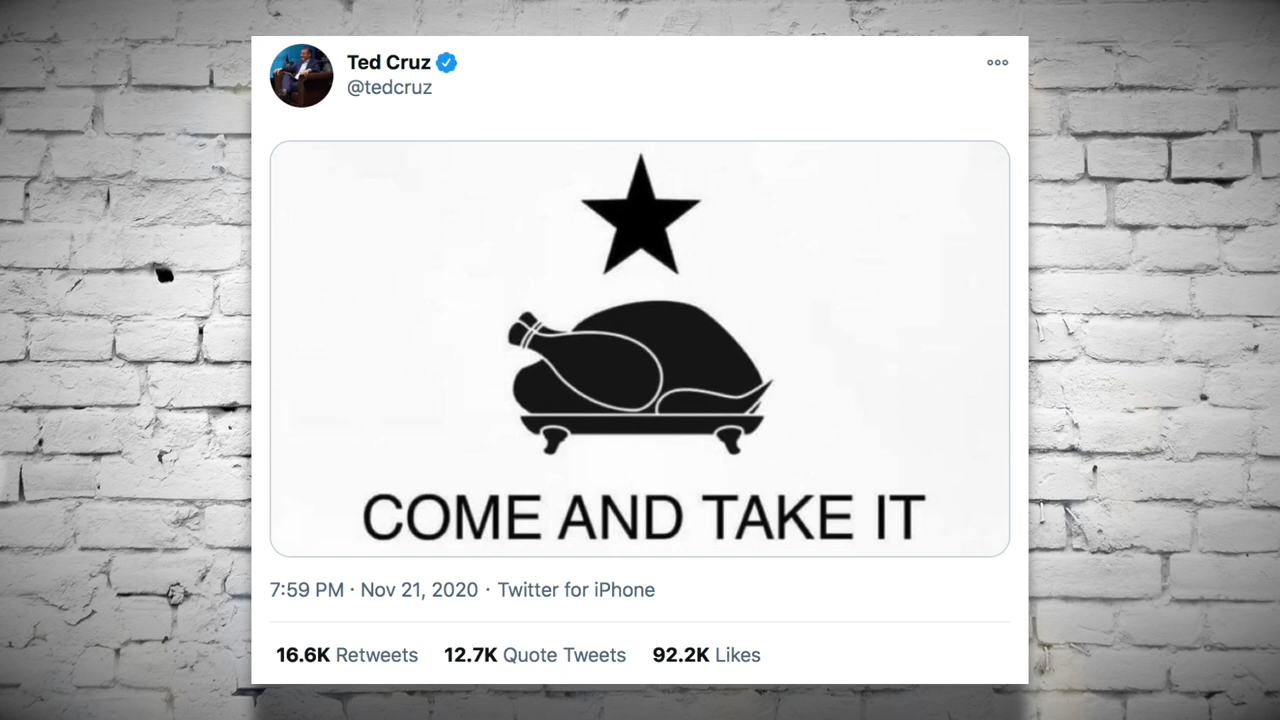 Ted Cruz
@tedcruz
COME AND TAKE IT
7:59 PM · Nov 21, 2020 · Twitter for iPhone
16.6K Retweets 12.7K Quote Tweets 92.2K Likes